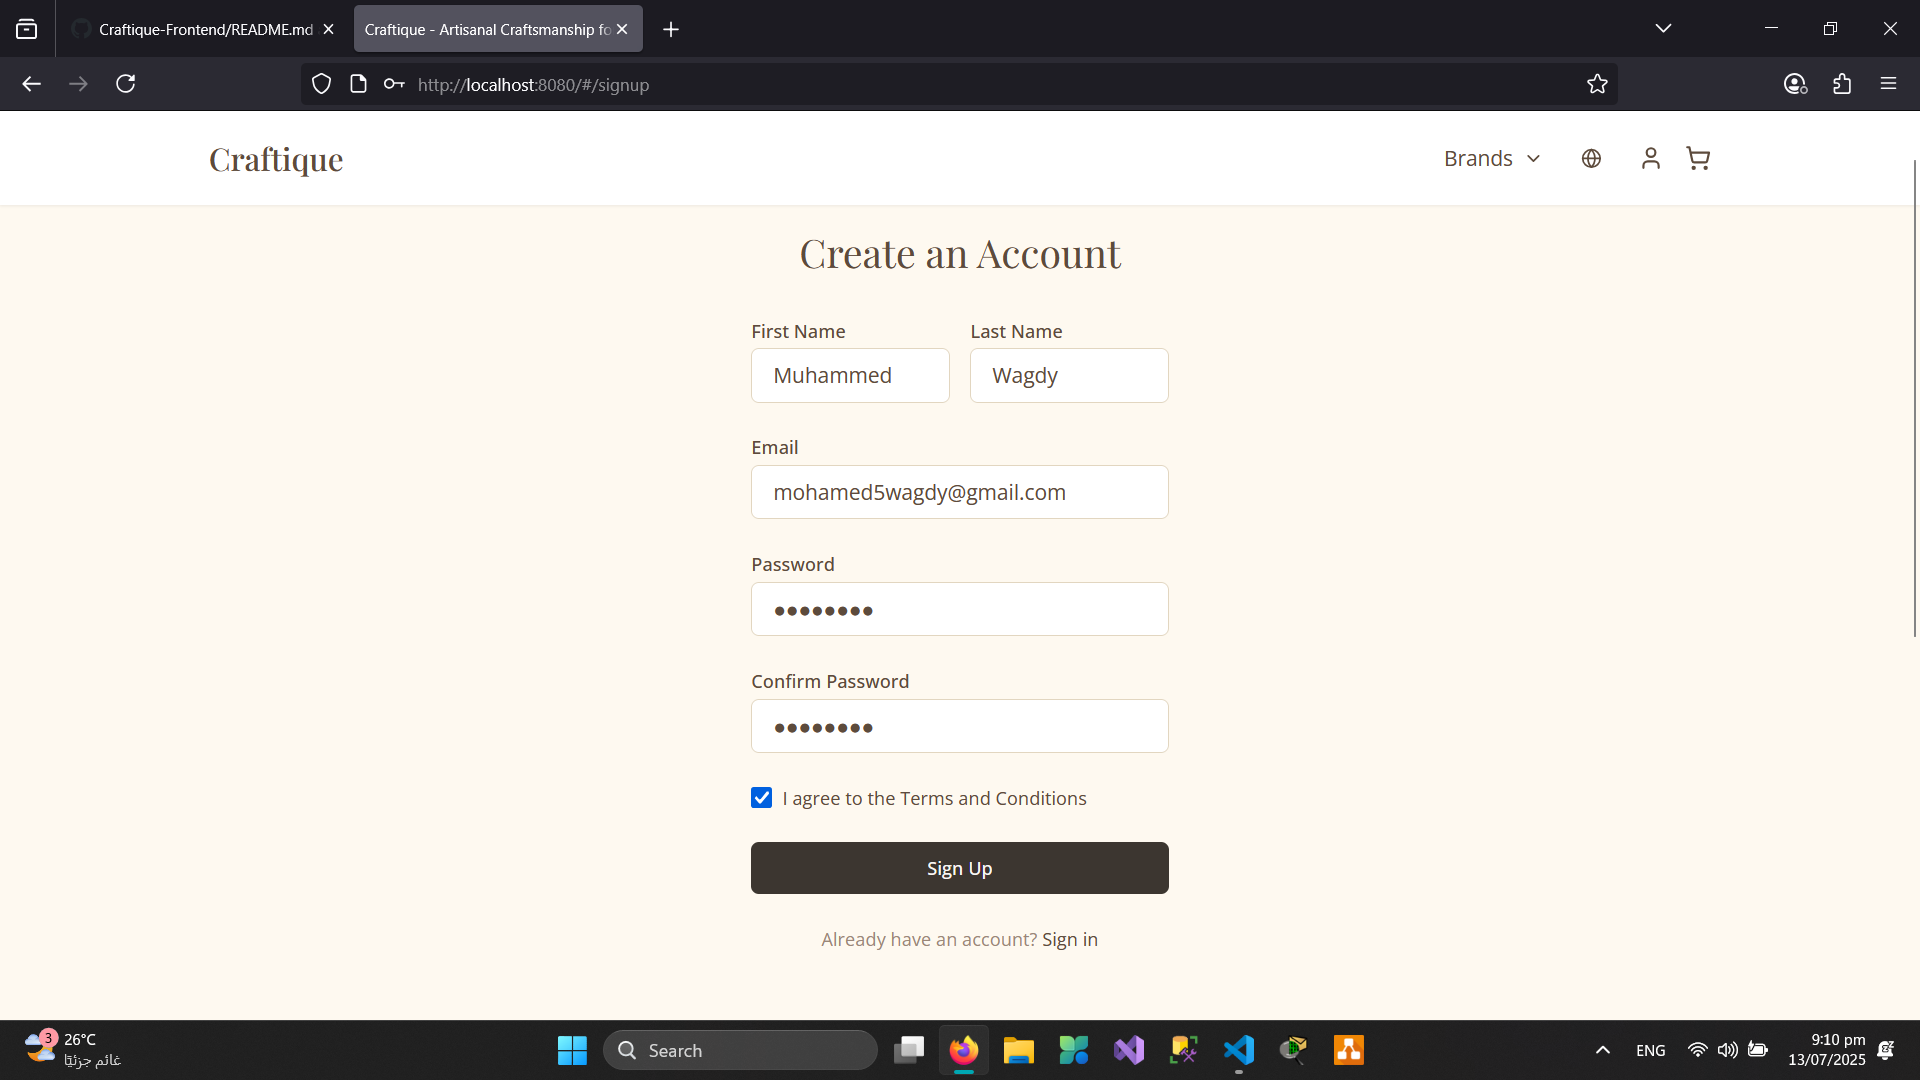 Craftique-Frontend/README.md
Craftique - Artisanal Craftsmanship fo
http://localhost:8080/#/signup
Craftique
Brands
Create an Account
First Name
Last Name
Muhammed
Wagdy
Email
mohamed5wagdy@gmail.com
Password
●●●●●●●●
Confirm Password
●●●●●●●●
I agree to the Terms and Conditions
Sign Up
Already have an account? Sign in
3
26°C
غائم جزئيًا
Search
ENG
9:10 pm
13/07/2025